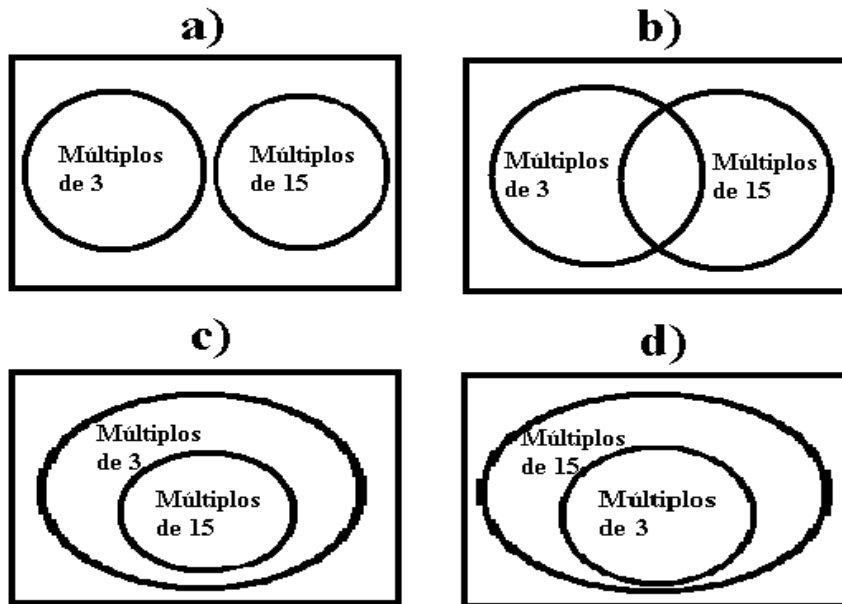 a)
Múltiplos
de 3
Múltiplos
de 15
b)
Múltiplos
de 3
Múltiplos
de 15
c)
Múltiplos
de 3
Múltiplos
de 15
d)
Múltiplos
de 15
Múltiplos
de 3